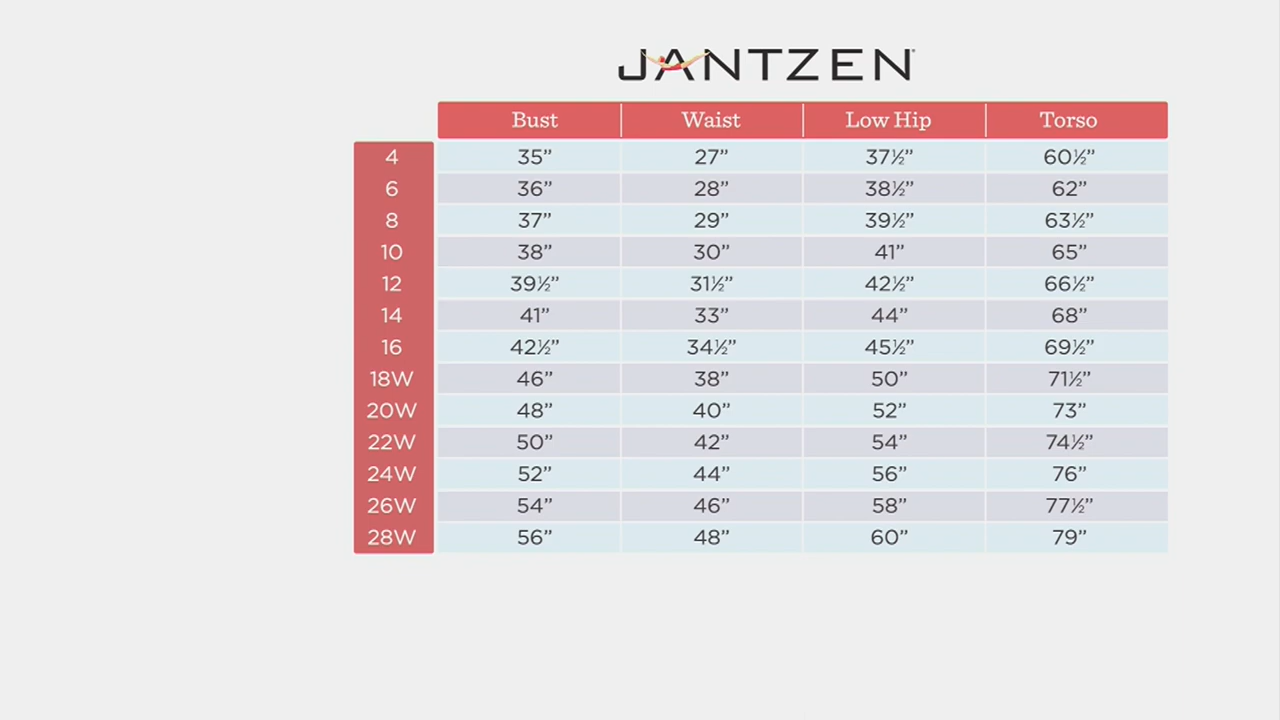 JANTZEN
Bust Waist Low Hip Torso
4 35” 27” 37½” 60½”
6 36” 28” 38½” 62”
8 37” 29” 39½” 63½”
10 38” 30” 41” 65”
12 39½” 31½” 42½” 66½”
14 41” 33” 44” 68”
16 42½” 34½” 45½” 69½”
18W 46” 38” 50” 71½”
20W 48” 40” 52” 73”
22W 50” 42” 54” 74½”
24W 52” 44” 56” 76”
26W 54” 46” 58” 77½”
28W 56” 48” 60” 79”